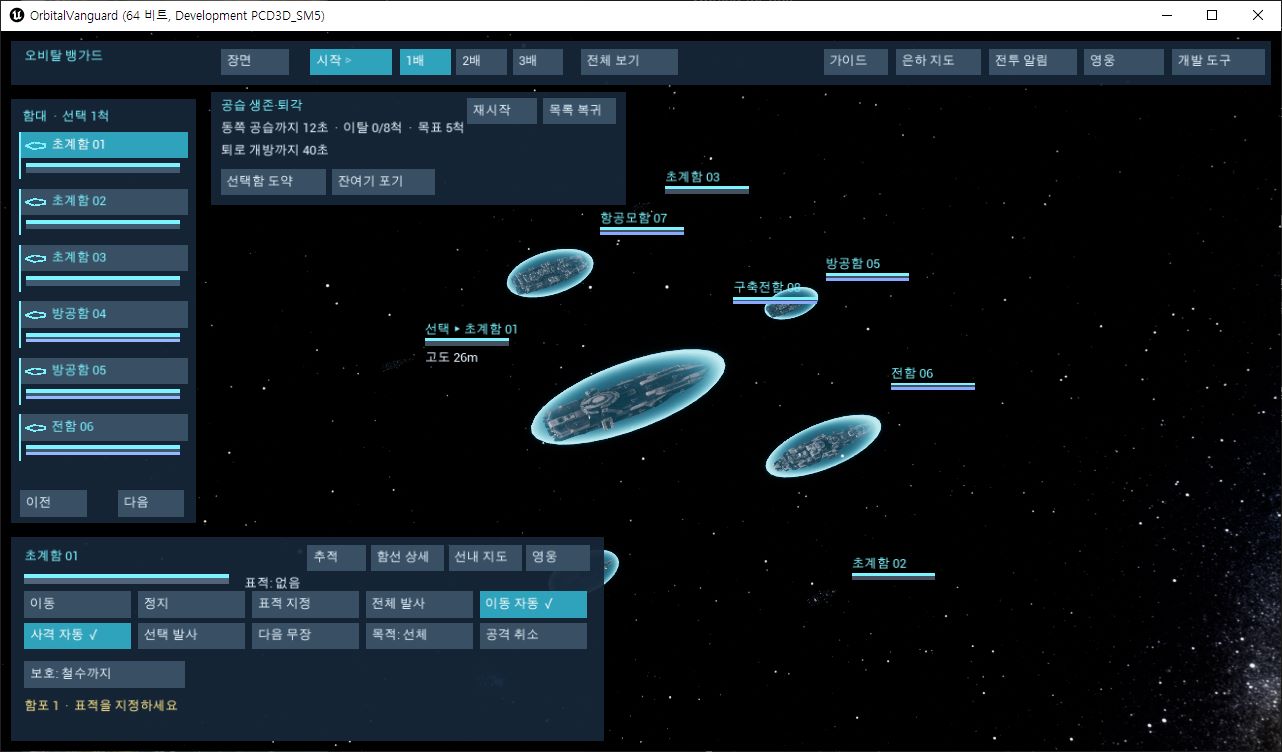 OrbitalVanguard (64 비트, Development PCD3D_SM5)
오비탈 뱅가드
장면
시작 >
1배
2배
3배
전체 보기
가이드
은하 지도
전투 알림
영웅
개발 도구
함대 · 선택 1척
초계함 01
초계함 02
초계함 03
방공함 04
방공함 05
전함 06
이전
다음
공습 생존·퇴각
재시작
목록 복귀
동쪽 공습까지 12초 · 이탈 0/8척 · 목표 5척
퇴로 개방까지 40초
선택함 도약
잔여기 포기
초계함 03
항공모함 07
방공함 05
구축전함 08
선택 ▸ 초계함 01
고도 26m
전함 06
초계함 02
초계함 01
추적
함선 상세
선내 지도
영웅
표적: 없음
이동
정지
표적 지정
전체 발사
이동 자동 √
사격 자동 √
선택 발사
다음 무장
목적: 선체
공격 취소
보호: 철수까지
함포 1 · 표적을 지정하세요